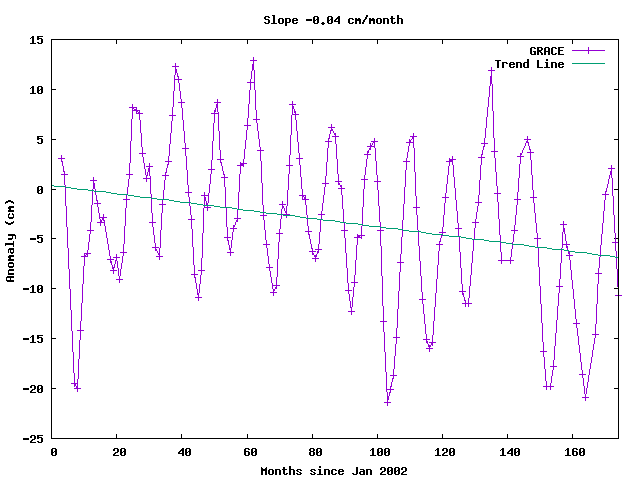 Slope -0.04 cm/month
GRACE
Trend Line
15
10
5
0
-5
-10
-15
-20
-25
Anomaly (cm)
0 20 40 60 80 100 120 140 160
Months since Jan 2002